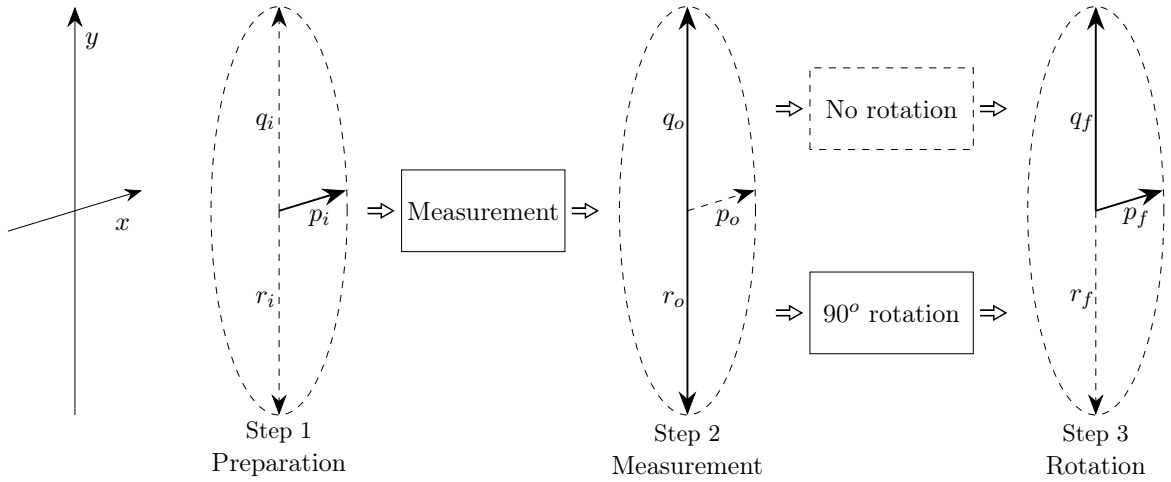 y
x
q_i
p_i
r_i
Step 1
Preparation
Measurement
q_o
p_o
r_o
Step 2
Measurement
No rotation
90^o rotation
q_f
p_f
r_f
Step 3
Rotation